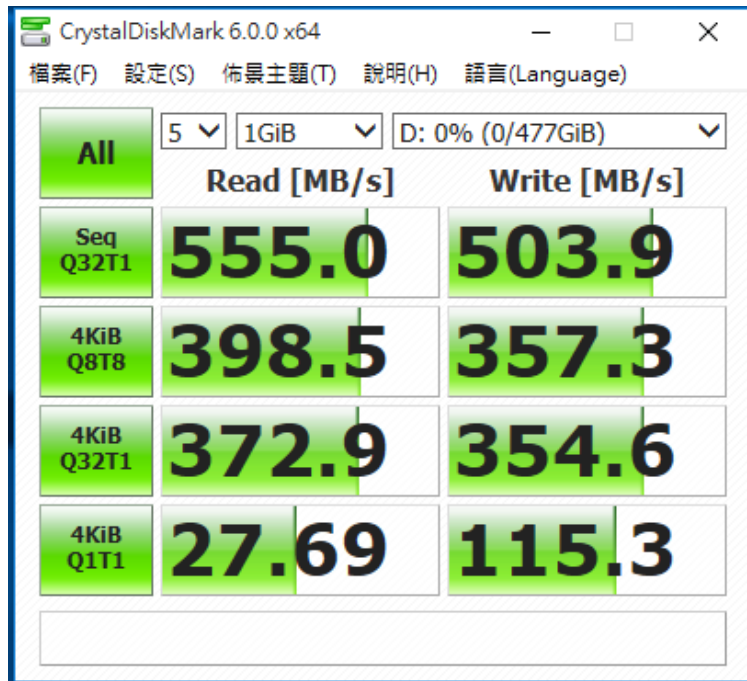 CrystalDiskMark 6.0.0 x64
檔案(F) 設定(S) 佈景主題(T) 說明(H) 語言(Language)
All 5 1GiB D: 0% (0/477GiB)
Read [MB/s] Write [MB/s]
Seq
Q32T1 555.0 503.9
4KiB
Q8T8 398.5 357.3
4KiB
Q32T1 372.9 354.6
4KiB
Q1T1 27.69 115.3